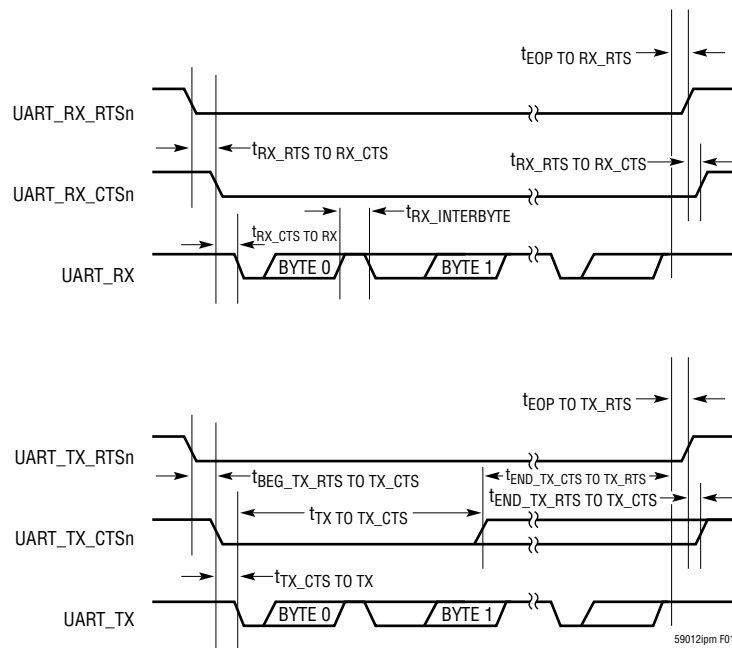 tEOP TO RX_RTS
UART_RX_RTSn
tRX_RTS TO RX_CTS
tRX_RTS TO RX_CTS
UART_RX_CTSn
tRX_INTERBYTE
tRX_CTS TO RX
UART_RX
BYTE 0
BYTE 1
tEOP TO TX_RTS
UART_TX_RTSn
tBEG_TX_RTS TO TX_CTS
tEND_TX_CTS TO TX_RTS
tEND_TX_RTS TO TX_CTS
tTX TO TX_CTS
UART_TX_CTSn
tTX_CTS TO TX
UART_TX
BYTE 0
BYTE 1
59012ipm F01